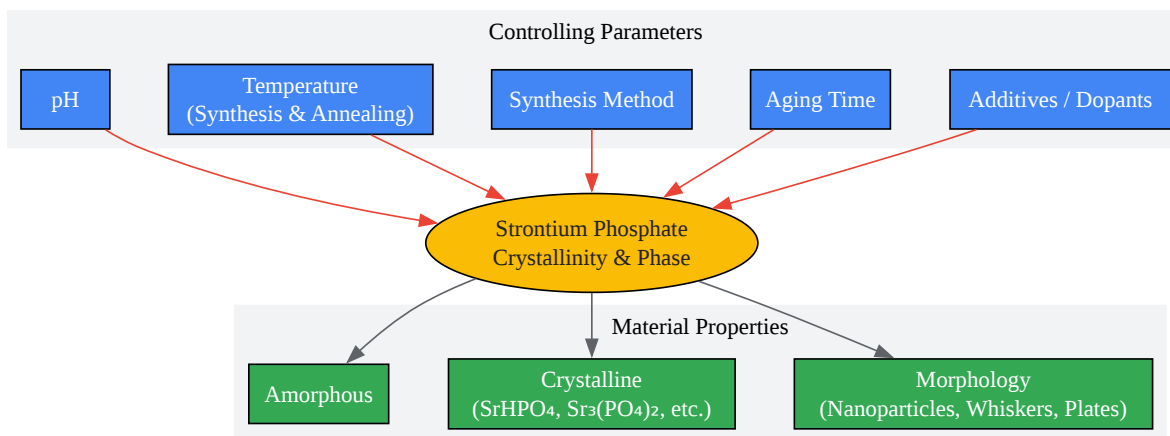 Controlling Parameters
pH
Temperature
(Synthesis & Annealing)
Synthesis Method
Aging Time
Additives / Dopants
Strontium Phosphate
Crystallinity & Phase
Material Properties
Amorphous
Crystalline
(SrHPO₄, Sr₃(PO₄)₂, etc.)
Morphology
(Nanoparticles, Whiskers, Plates)